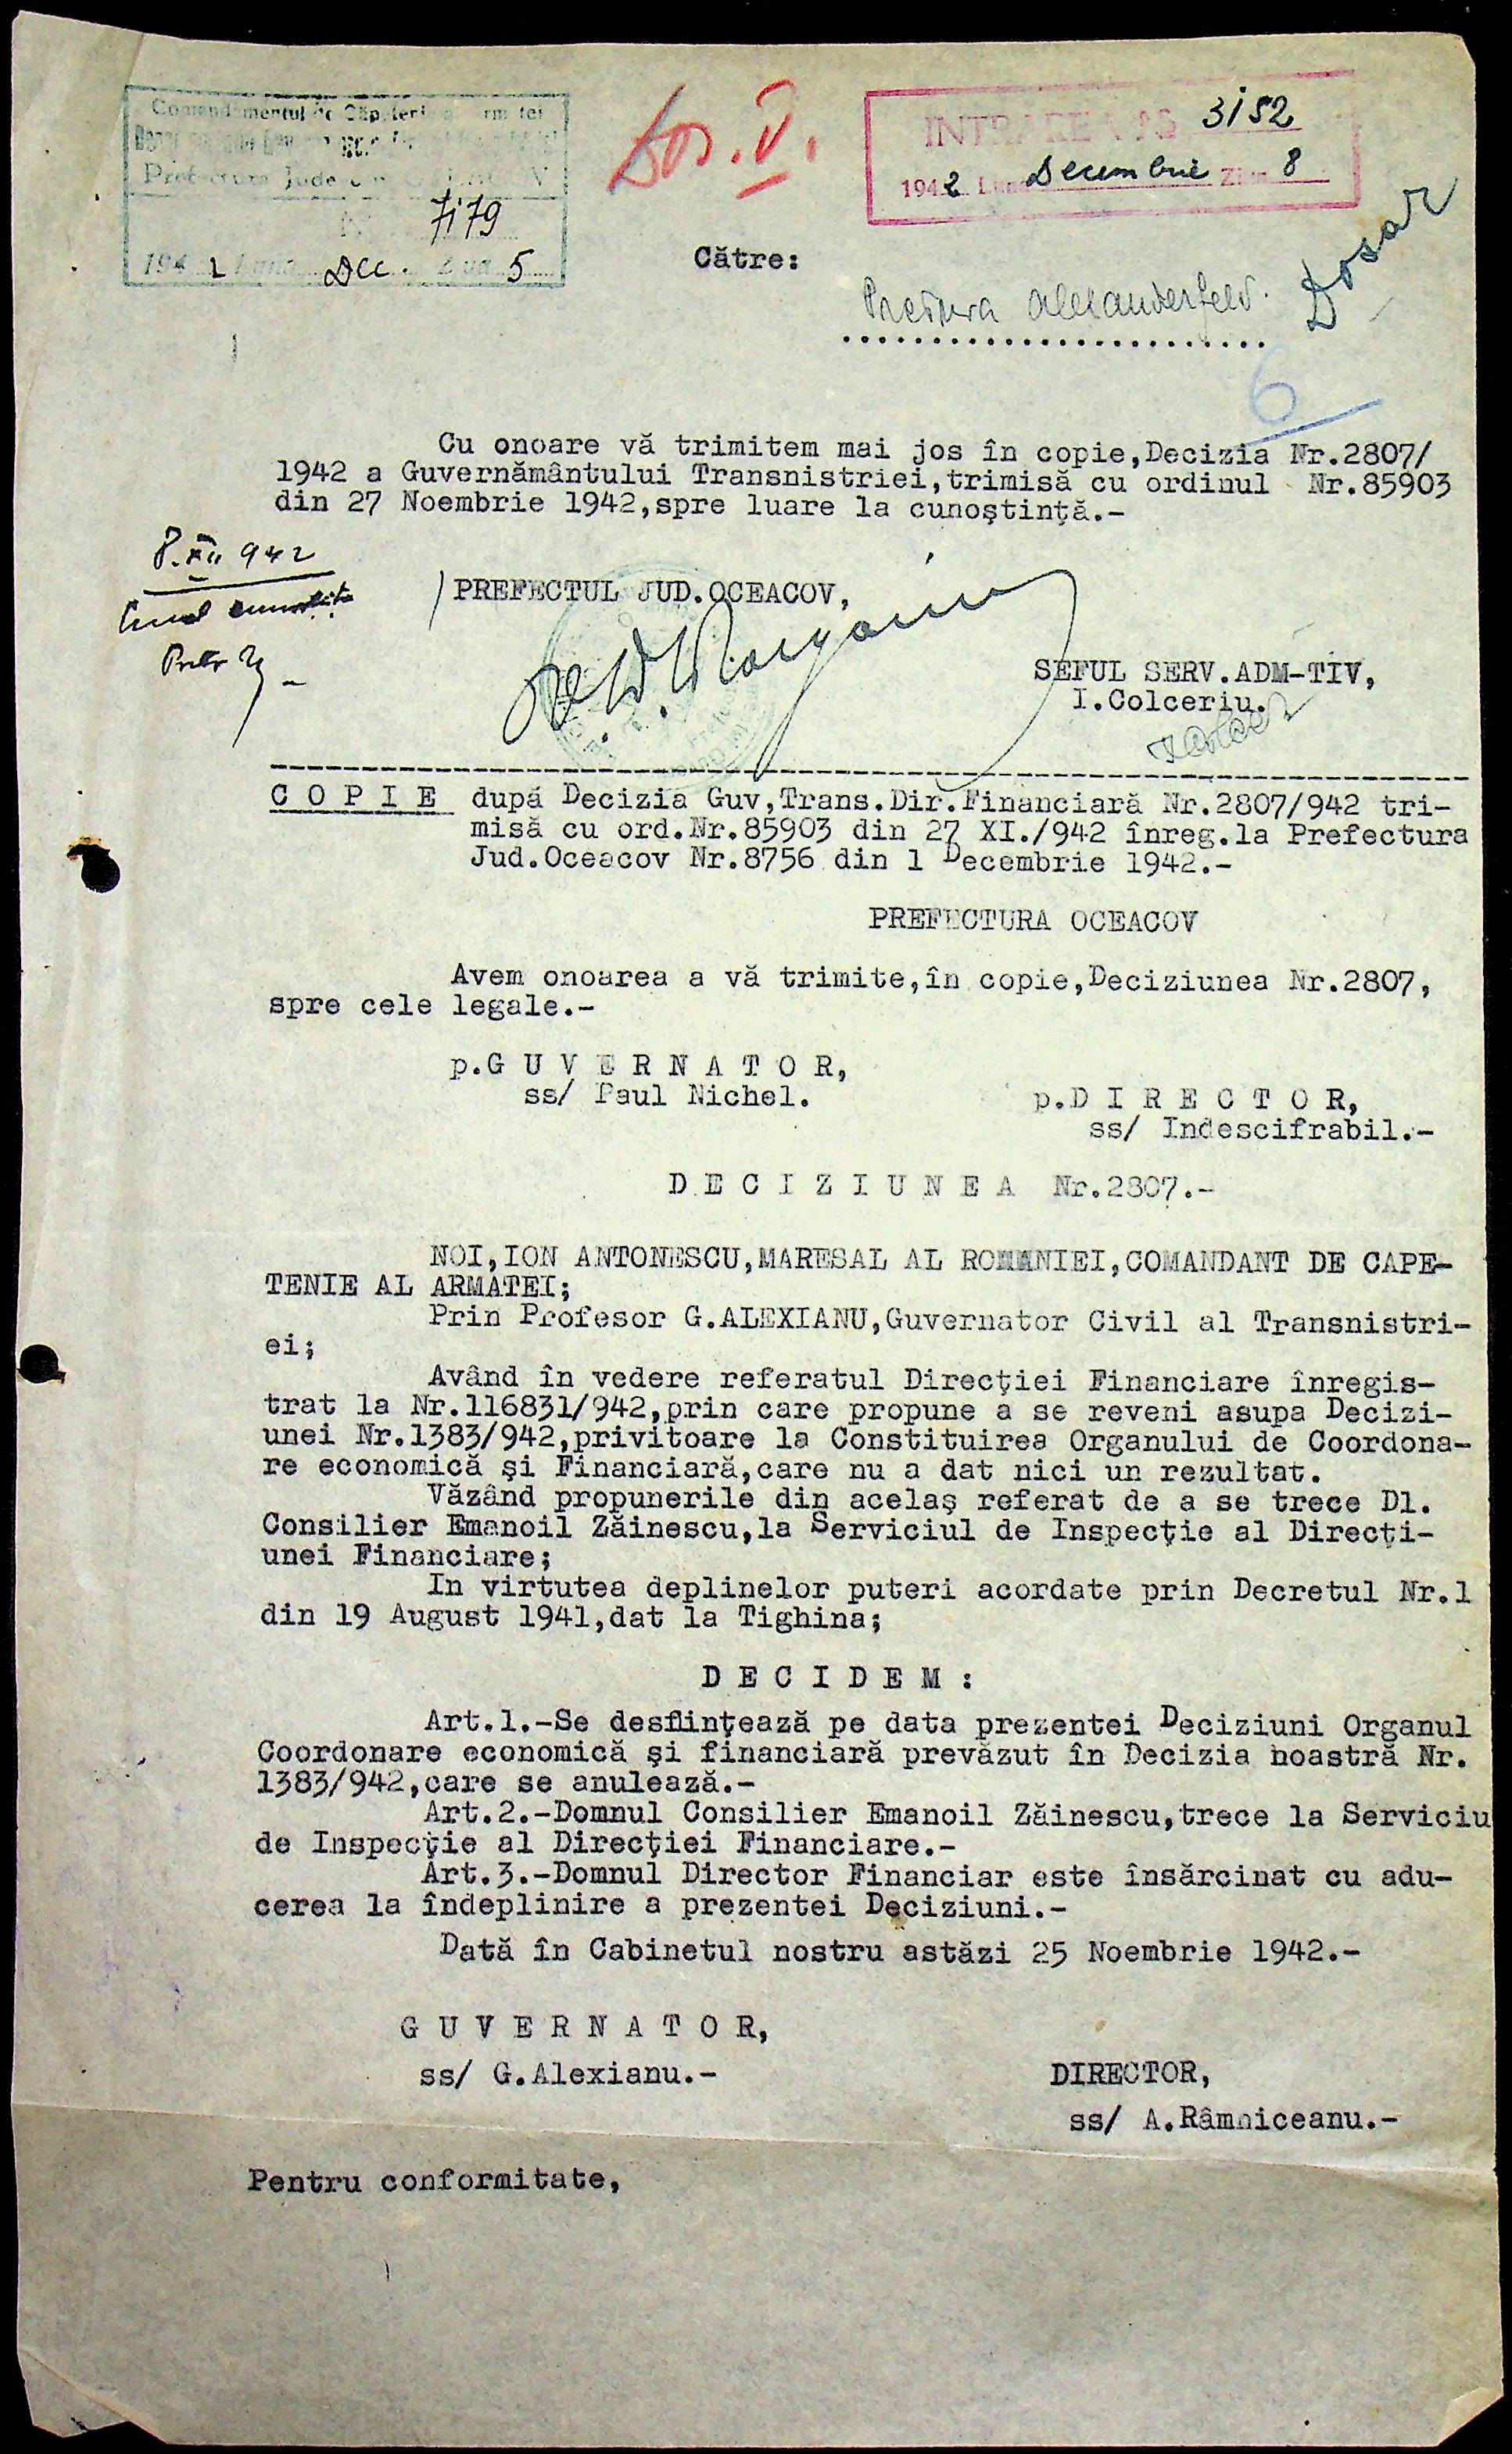 Comandamentul de Căpetenie
Prefectura Jude
7179
1942 Luna Dec. Ziua 5
Dos. V.
INTRAREA No 3152
1942 Luna Decembrie Ziua 8
Dosar
Către:
Pretura Alexanderfeld.
........................
6
Cu onoare vă trimitem mai jos în copie,Decizia Nr.2807/
1942 a Guvernământului Transnistriei,trimisă cu ordinul Nr.85903
din 27 Noembrie 1942,spre luare la cunoştinţă.-
8.XII 942
PREFECTUL JUD.OCEACOV,
SEFUL SERV.ADM-TIV,
I.Colceriu.
C O P I E după Decizia Guv,Trans.Dir.Financiară Nr.2807/942 tri-
misă cu ord.Nr.85903 din 27 XI./942 înreg.la Prefectura
Jud.Oceacov Nr.8756 din 1 Decembrie 1942.-
PREFECTURA OCEACOV
Avem onoarea a vă trimite,în copie,Deciziunea Nr.2807,
spre cele legale.-
p.G U V E R N A T O R,
ss/ Paul Nichel.
p.D I R E C T O R,
ss/ Indescifrabil.-
D E C I Z I U N E A Nr.2807.-
NOI,ION ANTONESCU,MARESAL AL ROMANIEI,COMANDANT DE CAPE-
TENIE AL ARMATEI;
Prin Profesor G.ALEXIANU,Guvernator Civil al Transnistri-
ei;
Având în vedere referatul Direcţiei Financiare înregis-
trat la Nr.116831/942,prin care propune a se reveni asupa Decizi-
unei Nr.1383/942,privitoare la Constituirea Organului de Coordona-
re economică şi Financiară,care nu a dat nici un rezultat.
Văzând propunerile din acelaş referat de a se trece Dl.
Consilier Emanoil Zăinescu,la Serviciul de Inspecţie al Direcţi-
unei Financiare;
In virtutea deplinelor puteri acordate prin Decretul Nr.1
din 19 August 1941,dat la Tighina;
D E C I D E M :
Art.1.-Se desfiinţează pe data prezentei Deciziuni Organul
Coordonare economică şi financiară prevăzut în Decizia noastră Nr.
1383/942,care se anulează.-
Art.2.-Domnul Consilier Emanoil Zăinescu,trece la Serviciu
de Inspecţie al Direcţiei Financiare.-
Art.3.-Domnul Director Financiar este însărcinat cu adu-
cerea la îndeplinire a prezentei Deciziuni.-
Dată în Cabinetul nostru astăzi 25 Noembrie 1942.-
G U V E R N A T O R,
ss/ G.Alexianu.-
DIRECTOR,
ss/ A.Râmniceanu.-
Pentru conformitate,